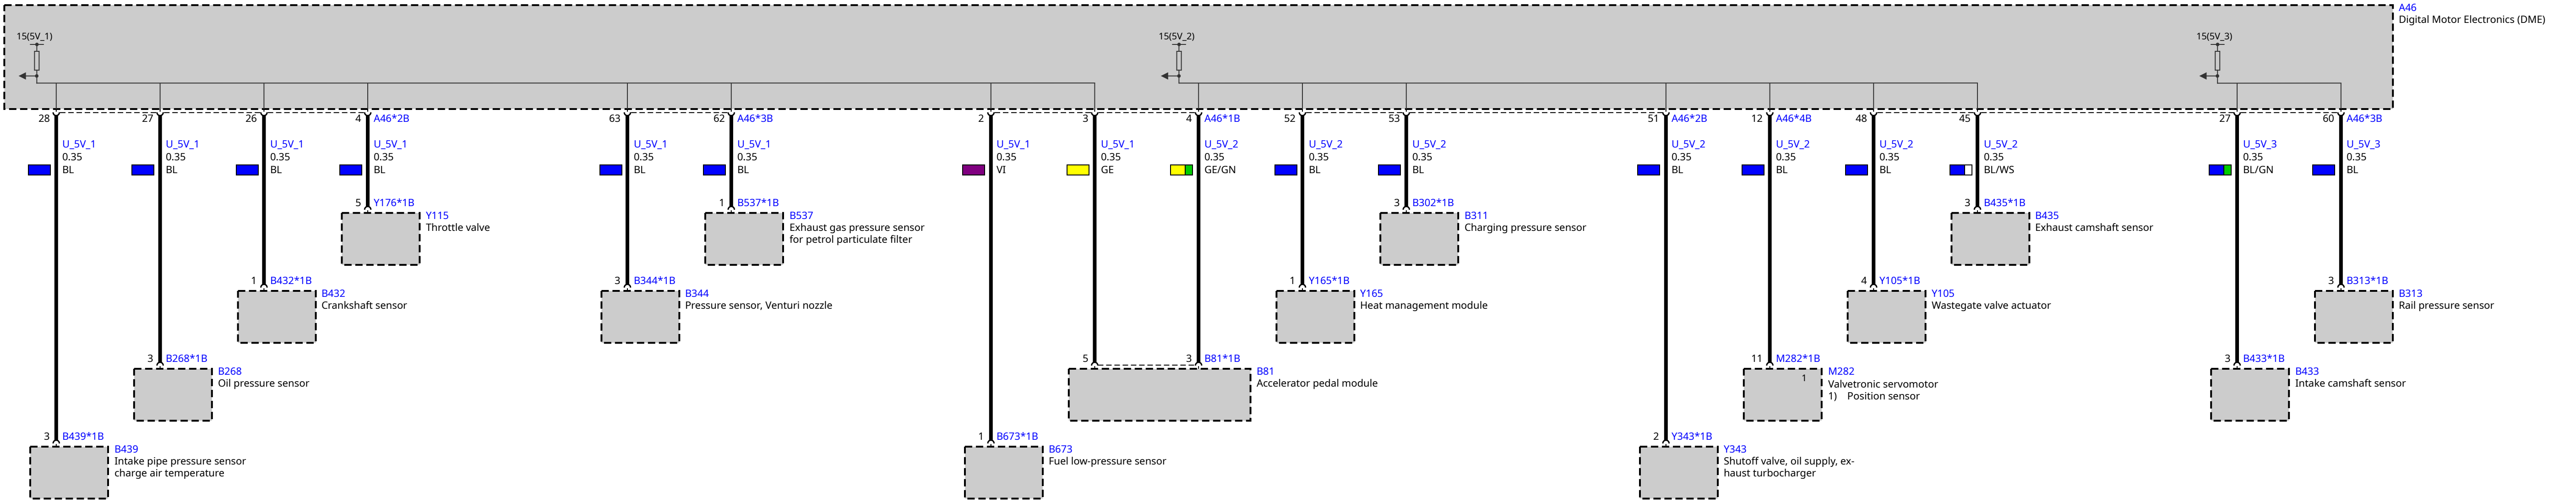 A46
Digital Motor Electronics (DME)
15(5V_1)
15(5V_2)
15(5V_3)
28
27
26
4 A46*2B
63
62 A46*3B
2
3
4 A46*1B
52
53
51 A46*2B
12 A46*4B
48
45
27
60 A46*3B
U_5V_1
0.35
BL
U_5V_1
0.35
BL
U_5V_1
0.35
BL
U_5V_1
0.35
BL
U_5V_1
0.35
BL
U_5V_1
0.35
BL
U_5V_1
0.35
VI
U_5V_1
0.35
GE
U_5V_2
0.35
GE/GN
U_5V_2
0.35
BL
U_5V_2
0.35
BL
U_5V_2
0.35
BL
U_5V_2
0.35
BL
U_5V_2
0.35
BL
U_5V_2
0.35
BL/WS
U_5V_3
0.35
BL/GN
U_5V_3
0.35
BL
5 Y176*1B
Y115
Throttle valve
1 B537*1B
B537
Exhaust gas pressure sensor
for petrol particulate filter
3 B302*1B
B311
Charging pressure sensor
3 B435*1B
B435
Exhaust camshaft sensor
1 B432*1B
B432
Crankshaft sensor
3 B344*1B
B344
Pressure sensor, Venturi nozzle
1 Y165*1B
Y165
Heat management module
4 Y105*1B
Y105
Wastegate valve actuator
3 B313*1B
B313
Rail pressure sensor
3 B268*1B
B268
Oil pressure sensor
5
3 B81*1B
B81
Accelerator pedal module
11 M282*1B
1
M282
Valvetronic servomotor
1) Position sensor
3 B433*1B
B433
Intake camshaft sensor
3 B439*1B
B439
Intake pipe pressure sensor
charge air temperature
1 B673*1B
B673
Fuel low-pressure sensor
2 Y343*1B
Y343
Shutoff valve, oil supply, ex-
haust turbocharger